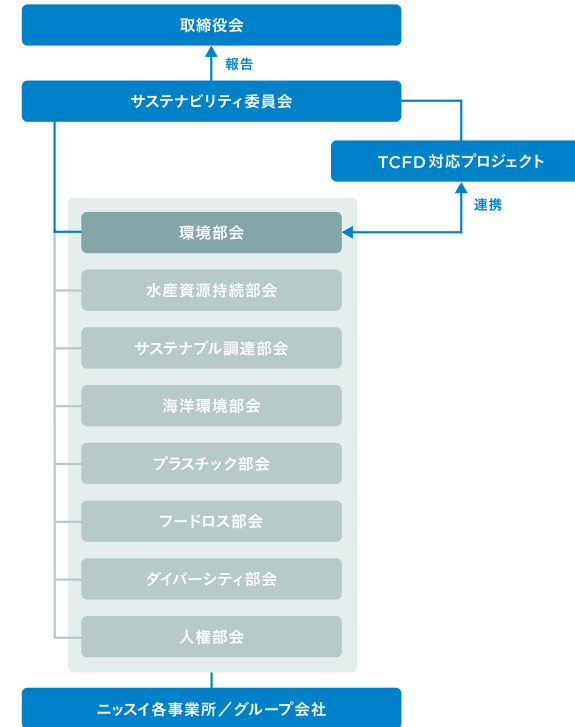 取締役会
報告
サステナビリティ委員会
TCFD対応プロジェクト
連携
環境部会
水産資源持続部会
サステナブル調達部会
海洋環境部会
プラスチック部会
フードロス部会
ダイバーシティ部会
人権部会
ニッスイ各事業所／グループ会社